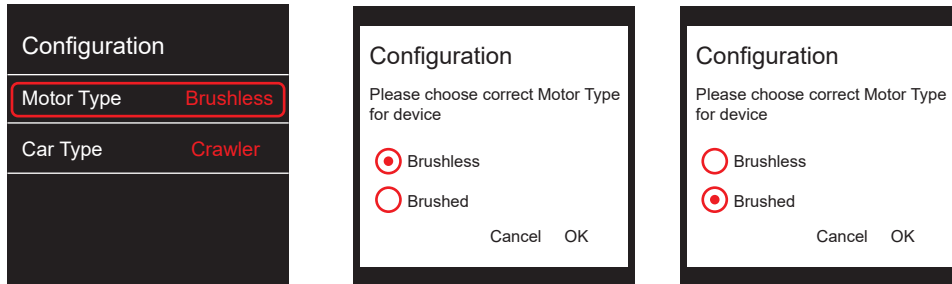 Configuration
Motor Type Brushless
Car Type Crawler
Configuration
Please choose correct Motor Type
for device
Brushless
Brushed
Cancel OK
Configuration
Please choose correct Motor Type
for device
Brushless
Brushed
Cancel OK